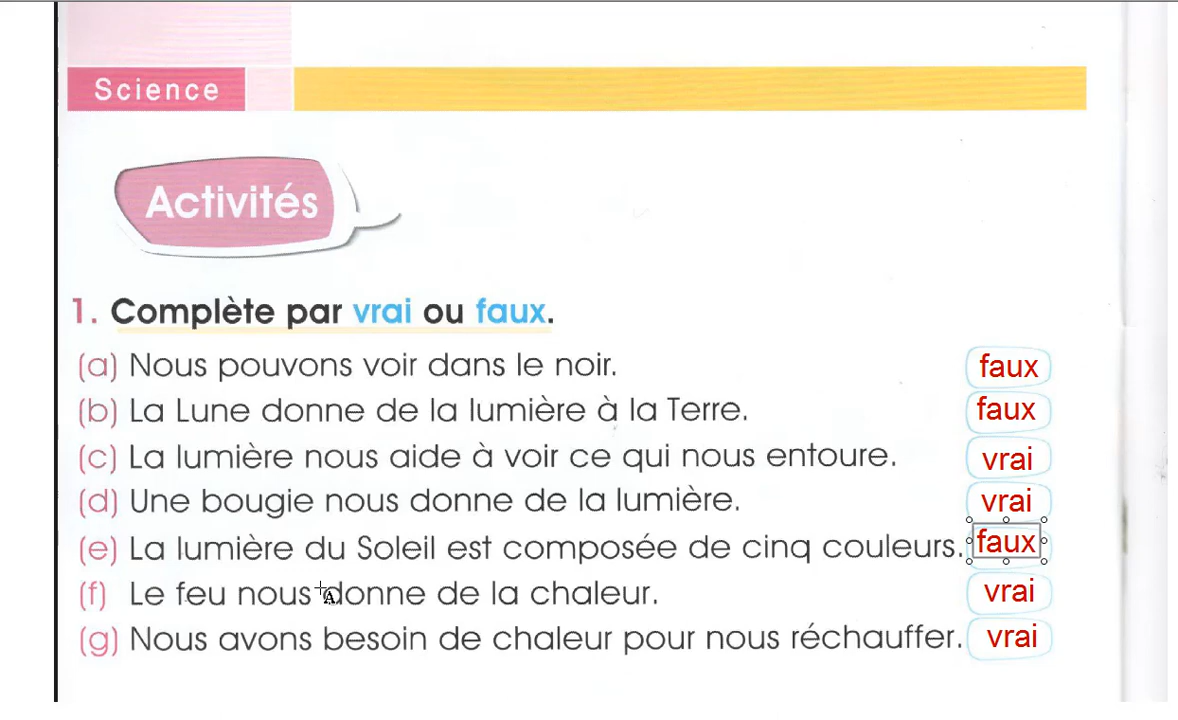 Science
Activités
1. Complète par vrai ou faux.
(a) Nous pouvons voir dans le noir. faux
(b) La Lune donne de la lumière à la Terre. faux
(c) La lumière nous aide à voir ce qui nous entoure. vrai
(d) Une bougie nous donne de la lumière. vrai
(e) La lumière du Soleil est composée de cinq couleurs. faux
(f) Le feu nous donne de la chaleur. vrai
(g) Nous avons besoin de chaleur pour nous réchauffer. vrai